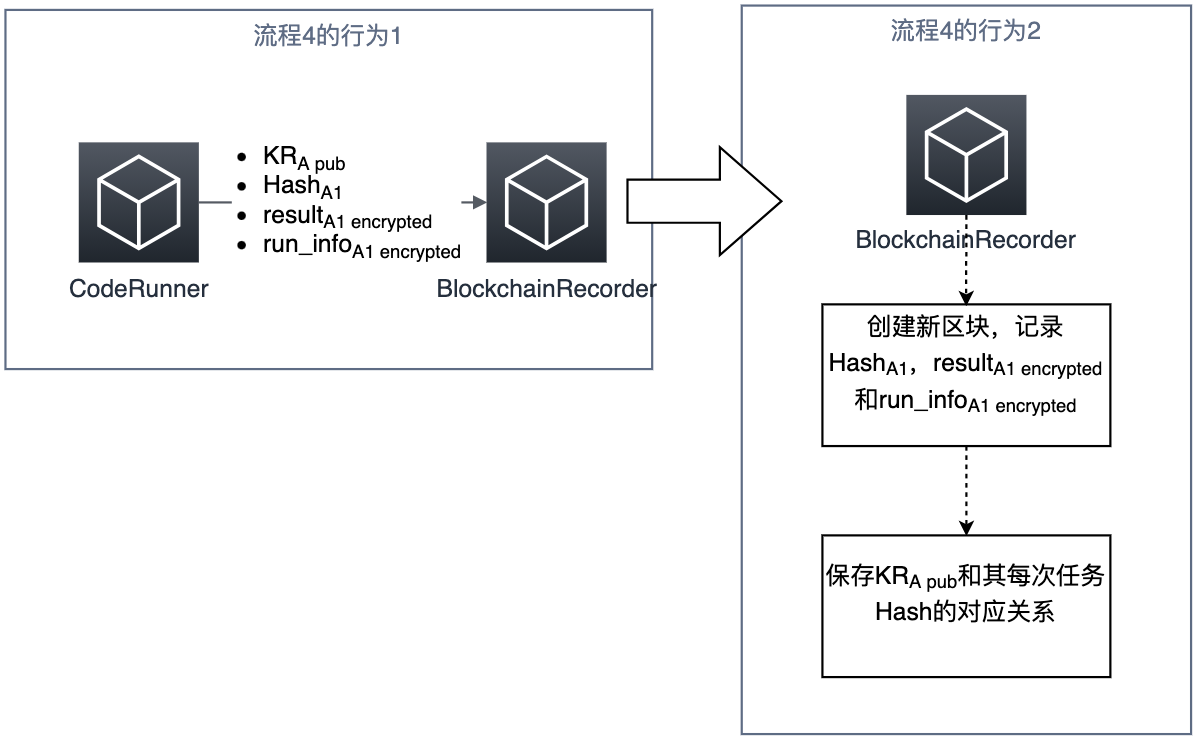 流程4的行为1
KRA pub
HashA1
resultA1 encrypted
run_infoA1 encrypted
CodeRunner
BlockchainRecorder
流程4的行为2
BlockchainRecorder
创建新区块，记录
HashA1，resultA1 encrypted
和run_infoA1 encrypted
保存KRA pub和其每次任务
Hash的对应关系